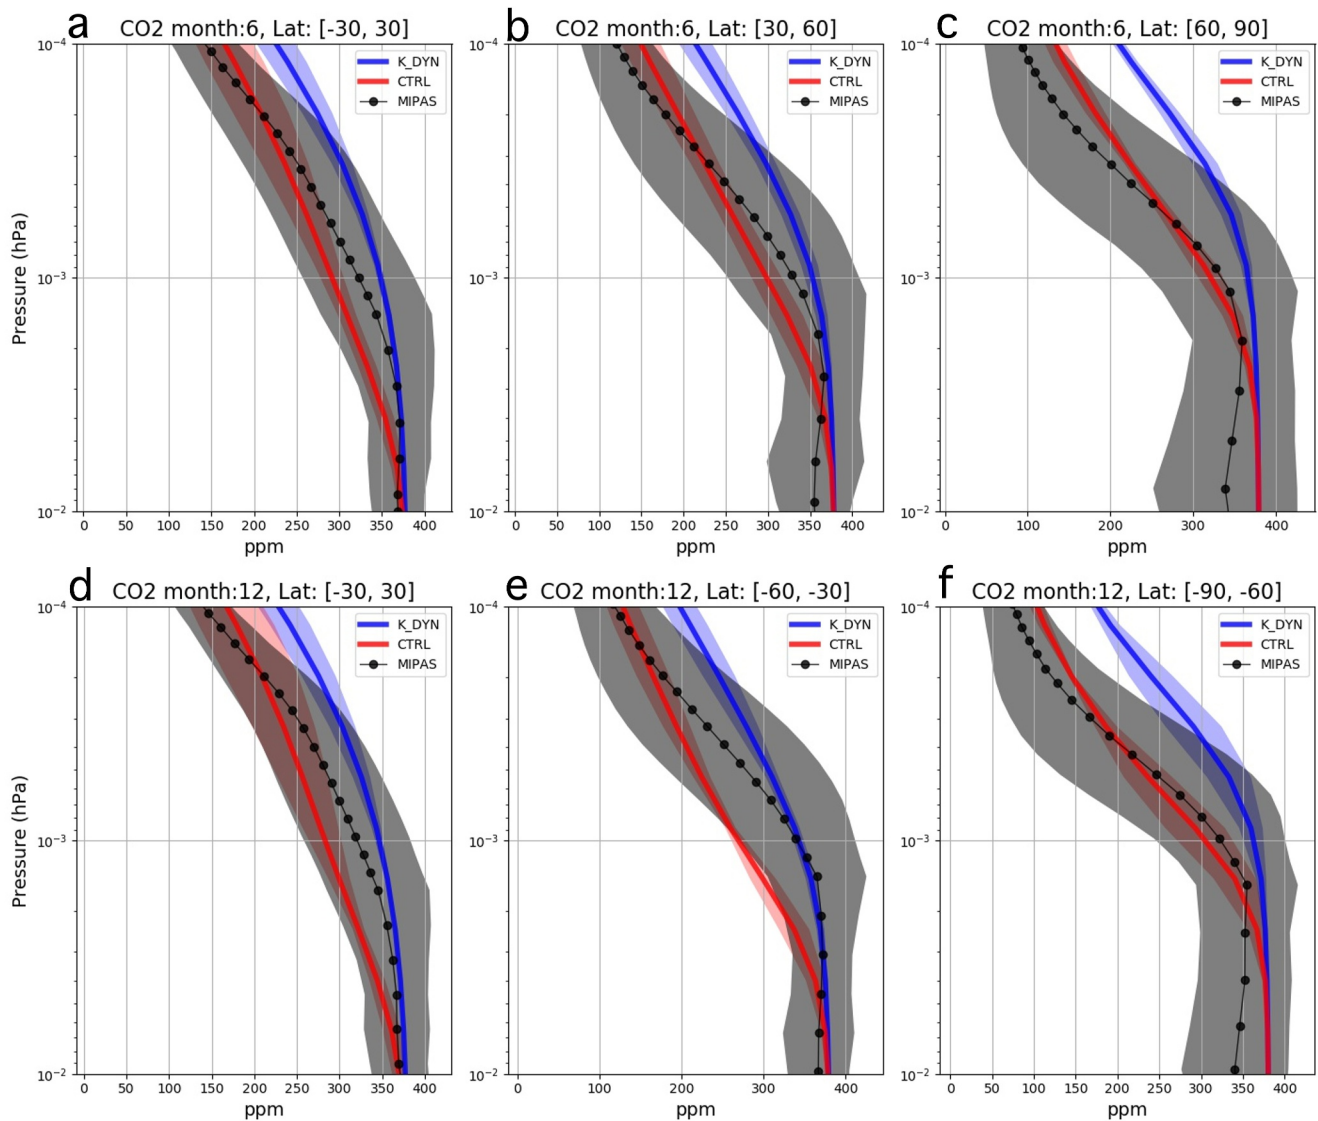 a
CO2 month:6, Lat: [-30, 30]
10⁻⁴
10⁻³
10⁻²
Pressure (hPa)
K_DYN
CTRL
MIPAS
0 50 100 150 200 250 300 350 400
ppm
b
CO2 month:6, Lat: [30, 60]
10⁻⁴
10⁻³
10⁻²
K_DYN
CTRL
MIPAS
0 50 100 150 200 250 300 350 400
ppm
c
CO2 month:6, Lat: [60, 90]
10⁻⁴
10⁻³
10⁻²
K_DYN
CTRL
MIPAS
0 100 200 300 400
ppm
d
CO2 month:12, Lat: [-30, 30]
10⁻⁴
10⁻³
10⁻²
Pressure (hPa)
K_DYN
CTRL
MIPAS
0 50 100 150 200 250 300 350 400
ppm
e
CO2 month:12, Lat: [-60, -30]
10⁻⁴
10⁻³
10⁻²
K_DYN
CTRL
MIPAS
0 100 200 300 400
ppm
f
CO2 month:12, Lat: [-90, -60]
10⁻⁴
10⁻³
10⁻²
K_DYN
CTRL
MIPAS
0 50 100 150 200 250 300 350 400
ppm